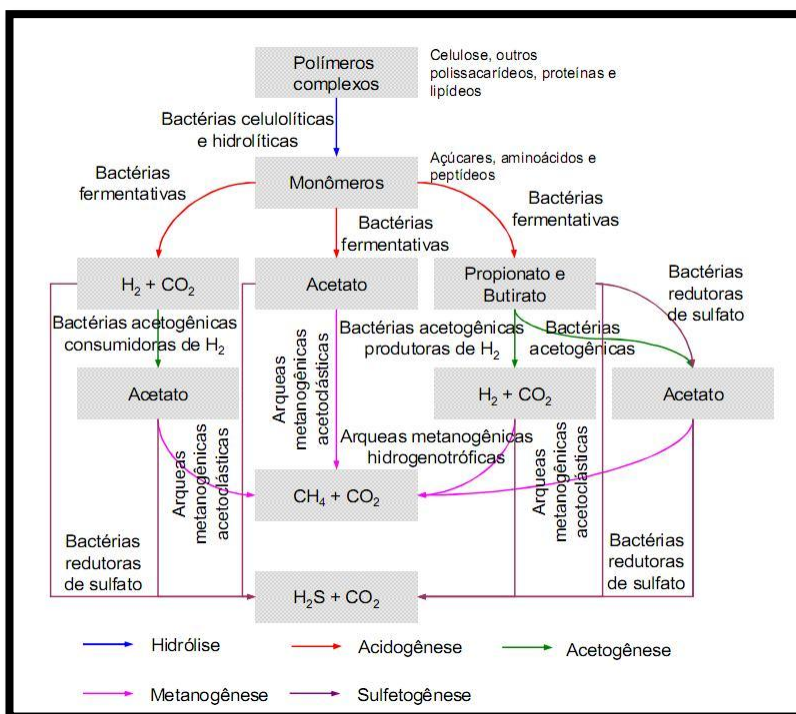 Polímeros
complexos
Celulose, outros
polissacarídeos, proteínas e
lipídeos
Bactérias celulolíticas
e hidrolíticas
Monômeros
Açúcares, aminoácidos e
peptídeos
Bactérias
fermentativas
Bactérias
fermentativas
Bactérias
fermentativas
H₂ + CO₂
Acetato
Propionato e
Butirato
Bactérias
redutoras
de sulfato
Bactérias acetogênicas
consumidoras de H₂
Bactérias acetogênicas
produtoras de H₂
Bactérias
acetogênicas
Acetato
Arqueas
metanogênicas
acetoclásticas
H₂ + CO₂
Acetato
Arqueas metanogênicas
hidrogenotróficas
Arqueas
metanogênicas
acetoclásticas
CH₄ + CO₂
Arqueas
metanogênicas
acetoclásticas
Bactérias
redutoras
de sulfato
H₂S + CO₂
Bactérias
redutoras
de sulfato
Hidrólise
Acidogênese
Acetogênese
Metanogênese
Sulfetogênese